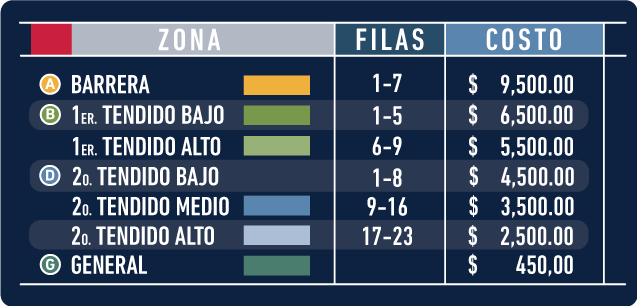 ZONA FILAS COSTO
A BARRERA 1-7 $ 9,500.00
B 1ER. TENDIDO BAJO 1-5 $ 6,500.00
1ER. TENDIDO ALTO 6-9 $ 5,500.00
D 2O. TENDIDO BAJO 1-8 $ 4,500.00
2O. TENDIDO MEDIO 9-16 $ 3,500.00
2O. TENDIDO ALTO 17-23 $ 2,500.00
G GENERAL $ 450,00